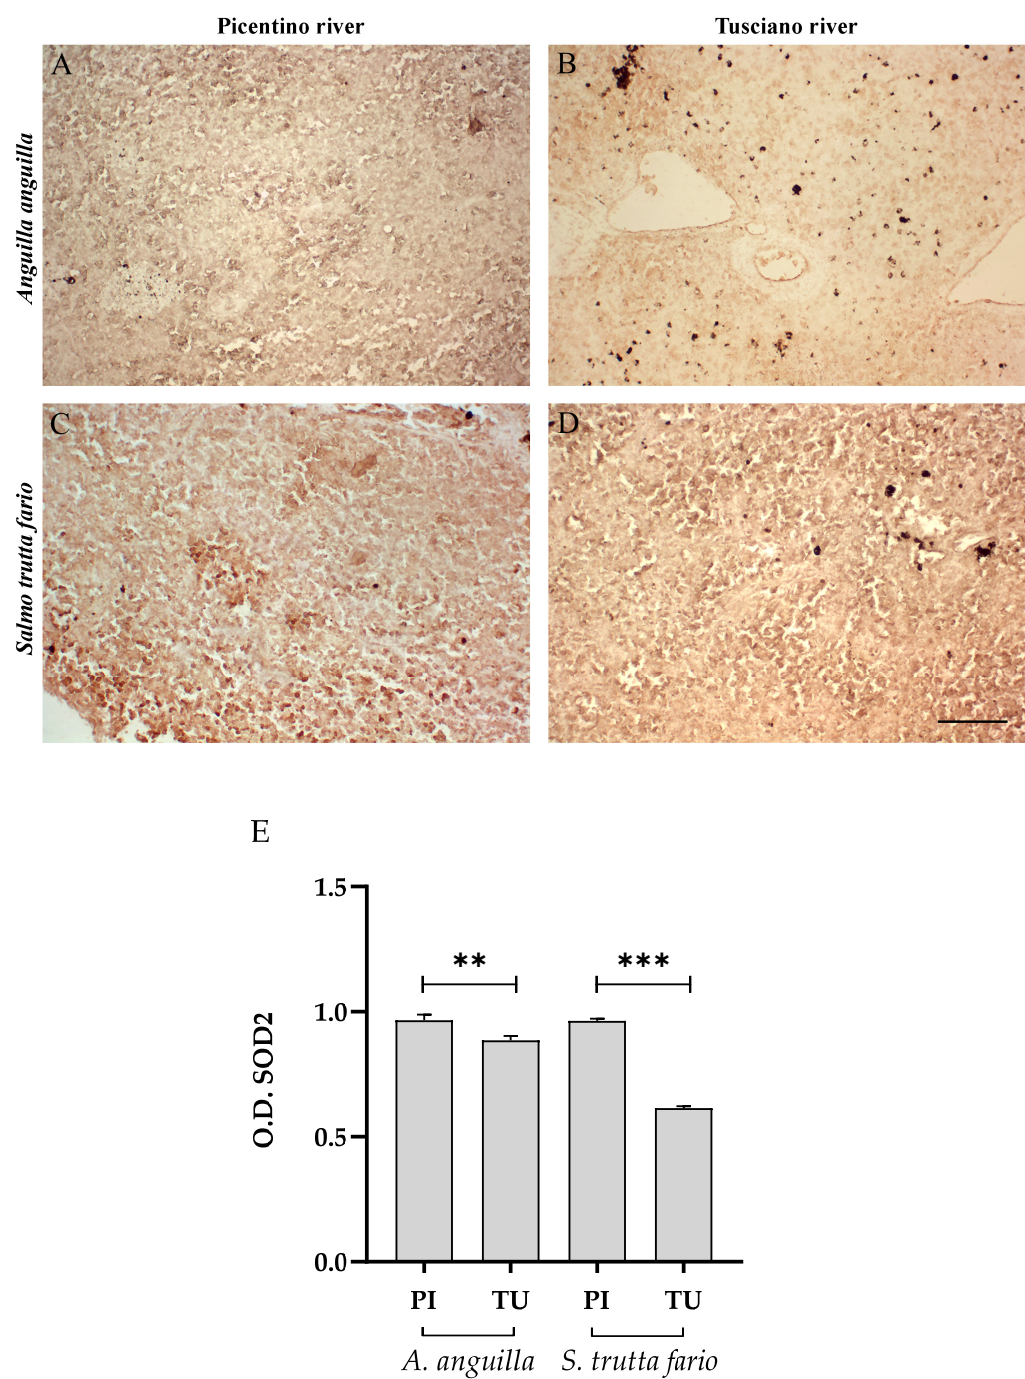 Picentino river
Tusciano river
Anguilla anguilla
A
B
Salmo trutta fario
C
D
E
O.D. SOD2
1.5
1.0
0.5
0.0
**
***
PI
TU
PI
TU
A. anguilla
S. trutta fario